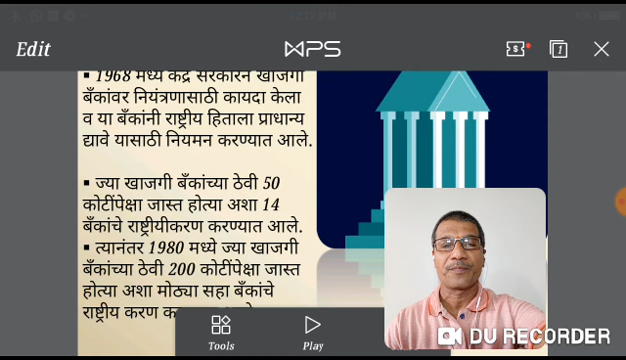 Edit
WPS
1
1968 मध्ये केंद्र सरकारने खाजगी
बँकांवर नियंत्रणासाठी कायदा केला
व या बँकांनी राष्ट्रीय हिताला प्राधान्य
द्यावे यासाठी नियमन करण्यात आले.
▪ ज्या खाजगी बँकांच्या ठेवी 50
कोटींपेक्षा जास्त होत्या अशा 14
बँकांचे राष्ट्रीयीकरण करण्यात आले.
▪ त्यानंतर 1980 मध्ये ज्या खाजगी
बँकांच्या ठेवी 200 कोटींपेक्षा जास्त
होत्या अशा मोठ्या सहा बँकांचे
राष्ट्रीय करण
Tools
Play
DU RECORDER